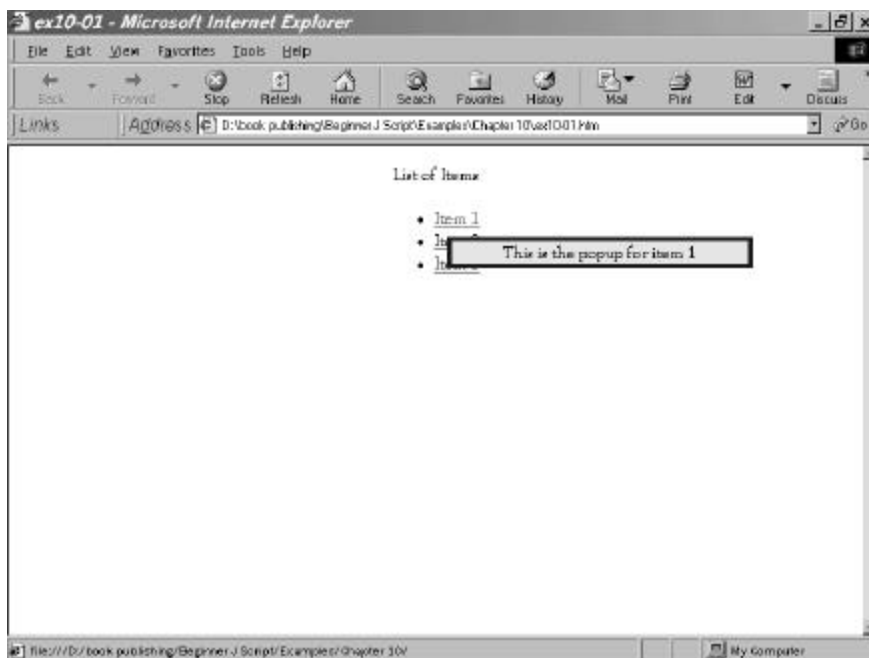 ex10-01 - Microsoft Internet Explorer
File Edit View Favorites Tools Help
Back Forward Stop Refresh Home Search Favorites History Mail Print Edit Discuss
Links Address D:\book publishing\Beginner J Script\Examples\Chapter 10\ex10-01.htm Go
List of Items
• Item 1
• It
This is the popup for item 1
• It
file:///D:/book publishing/Beginner J Script/Examples/Chapter 10/ My Computer